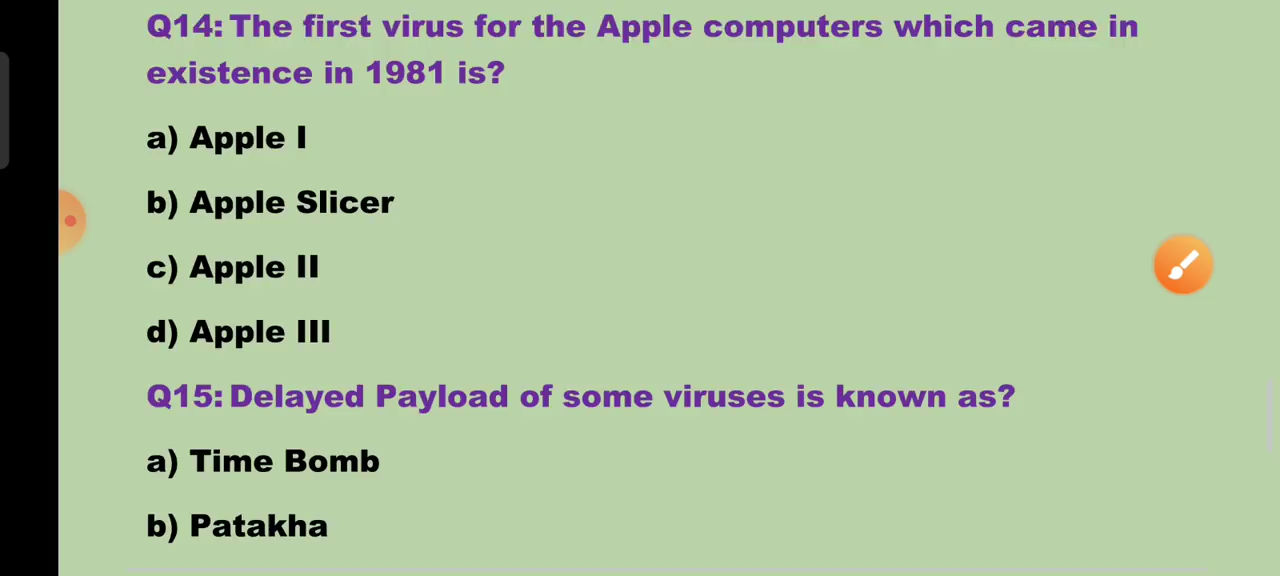 Q14: The first virus for the Apple computers which came in
existence in 1981 is?
a) Apple I
b) Apple Slicer
c) Apple II
d) Apple III
Q15: Delayed Payload of some viruses is known as?
a) Time Bomb
b) Patakha